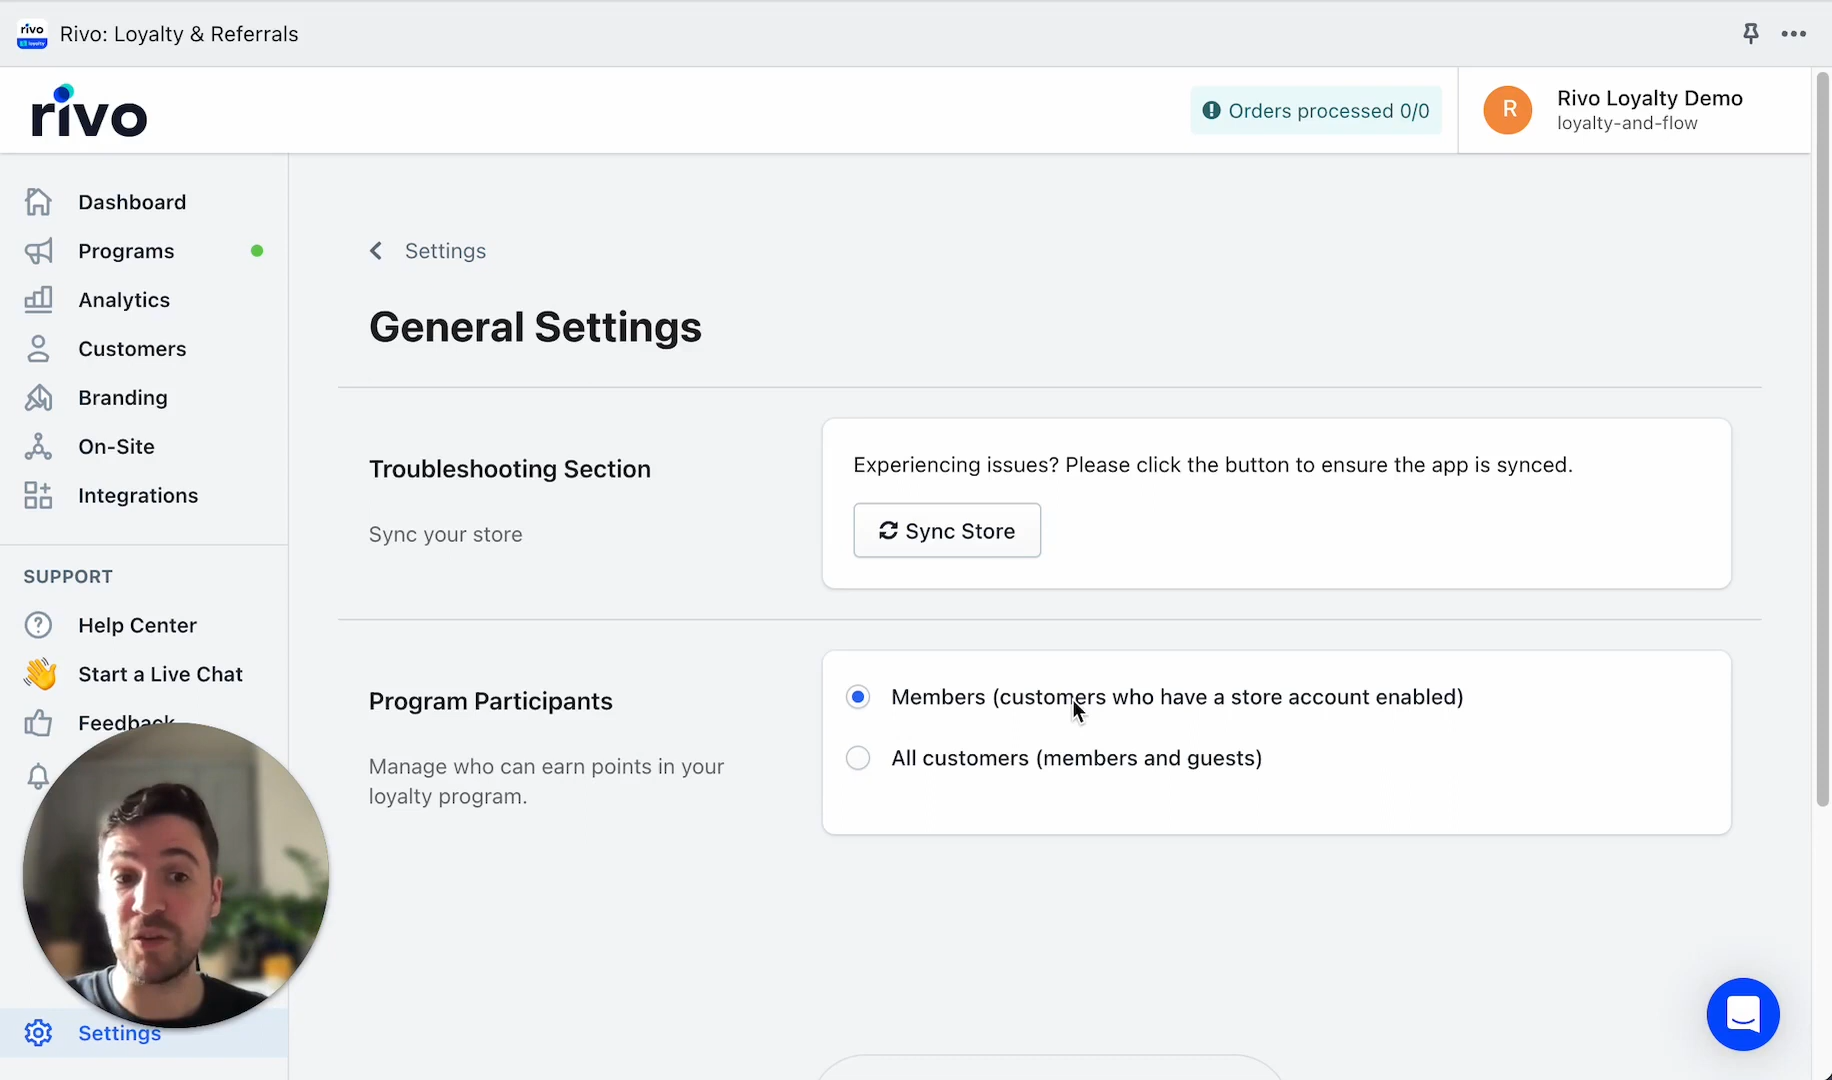 rivo
loyalty
Rivo: Loyalty & Referrals
rivo
Orders processed 0/0
R
Rivo Loyalty Demo
loyalty-and-flow
Dashboard
Programs
Analytics
Customers
Branding
On-Site
Integrations
SUPPORT
Help Center
Start a Live Chat
Feedback
Settings
Settings
General Settings
Troubleshooting Section
Sync your store
Experiencing issues? Please click the button to ensure the app is synced.
Sync Store
Program Participants
Manage who can earn points in your
loyalty program.
Members (customers who have a store account enabled)
All customers (members and guests)